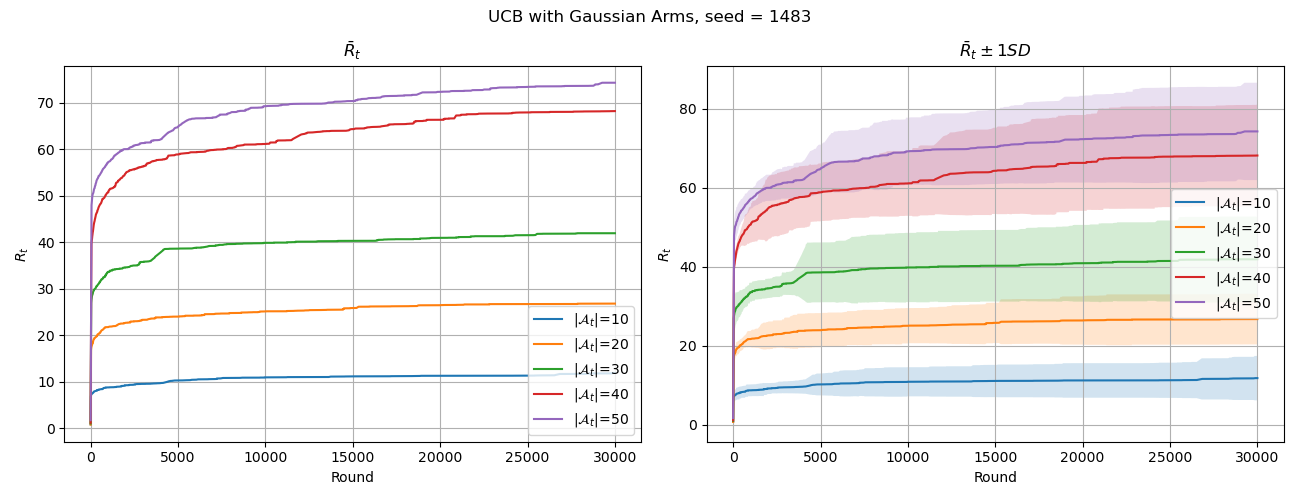 UCB with Gaussian Arms, seed = 1483
R̄ₜ
Rₜ
70
60
50
40
30
20
10
0
0 5000 10000 15000 20000 25000 30000
Round
|𝒜ₜ|=10
|𝒜ₜ|=20
|𝒜ₜ|=30
|𝒜ₜ|=40
|𝒜ₜ|=50
R̄ₜ ± 1SD
Rₜ
80
60
40
20
0
0 5000 10000 15000 20000 25000 30000
Round
|𝒜ₜ|=10
|𝒜ₜ|=20
|𝒜ₜ|=30
|𝒜ₜ|=40
|𝒜ₜ|=50